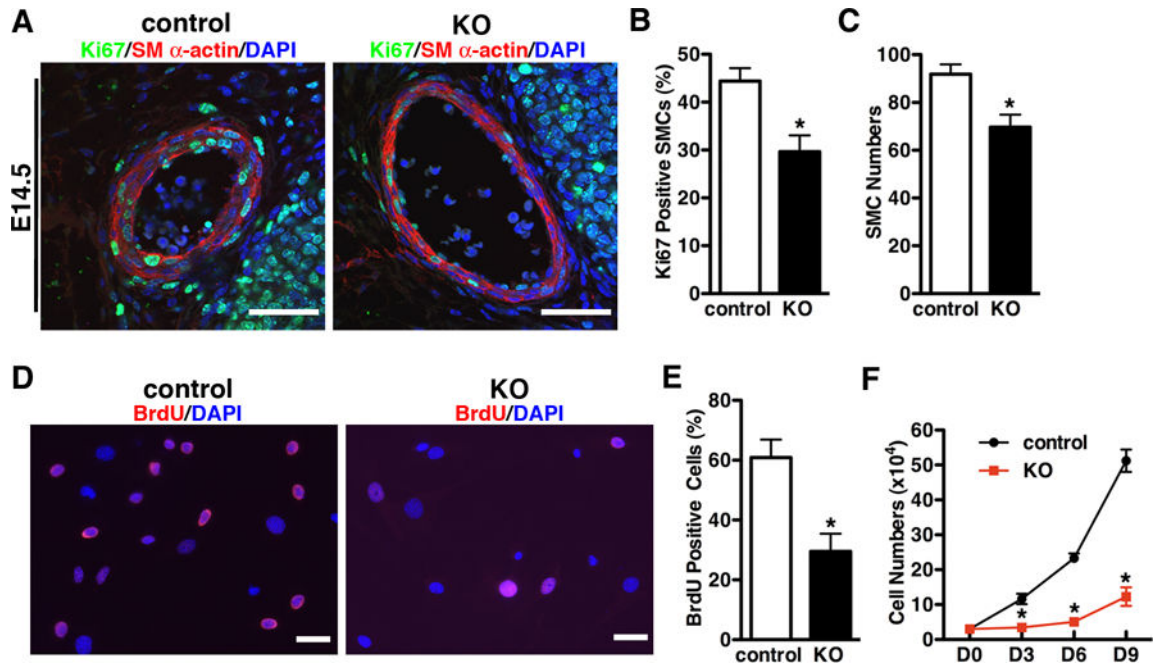 A
control
KO
Ki67/SM α-actin/DAPI
Ki67/SM α-actin/DAPI
E14.5
B
Ki67 Positive SMCs (%)
50
40
30
20
10
0
*
control KO
C
SMC Numbers
100
80
60
40
20
0
*
control KO
D
control
KO
BrdU/DAPI
BrdU/DAPI
E
BrdU Positive Cells (%)
80
60
40
20
0
*
control KO
F
Cell Numbers (x10⁴)
60
50
40
30
20
10
0
control
KO
* * *
D0 D3 D6 D9